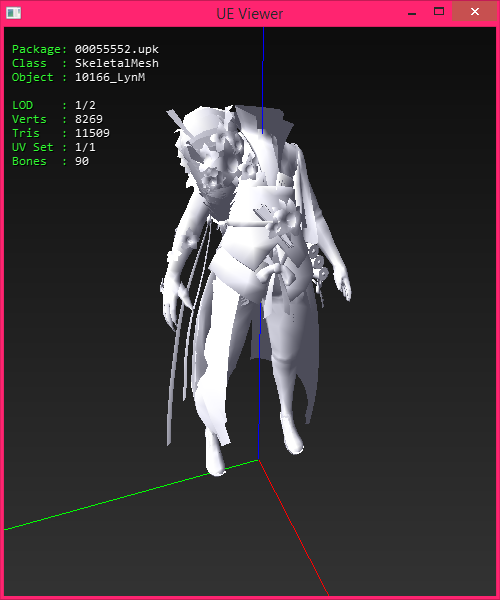 UE Viewer
Package: 00055552.upk
Class  : SkeletalMesh
Object : 10166_LynM
LOD    : 1/2
Verts  : 8269
Tris   : 11509
UV Set : 1/1
Bones  : 90